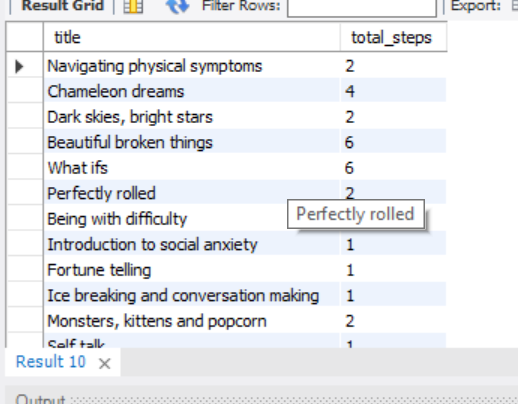 Result Grid Filter Rows: Export:
title total_steps
Navigating physical symptoms 2
Chameleon dreams 4
Dark skies, bright stars 2
Beautiful broken things 6
What ifs 6
Perfectly rolled 2
Perfectly rolled
Being with difficulty
Introduction to social anxiety 1
Fortune telling 1
Ice breaking and conversation making 1
Monsters, kittens and popcorn 2
Self talk 1
Result 10 ×
Output